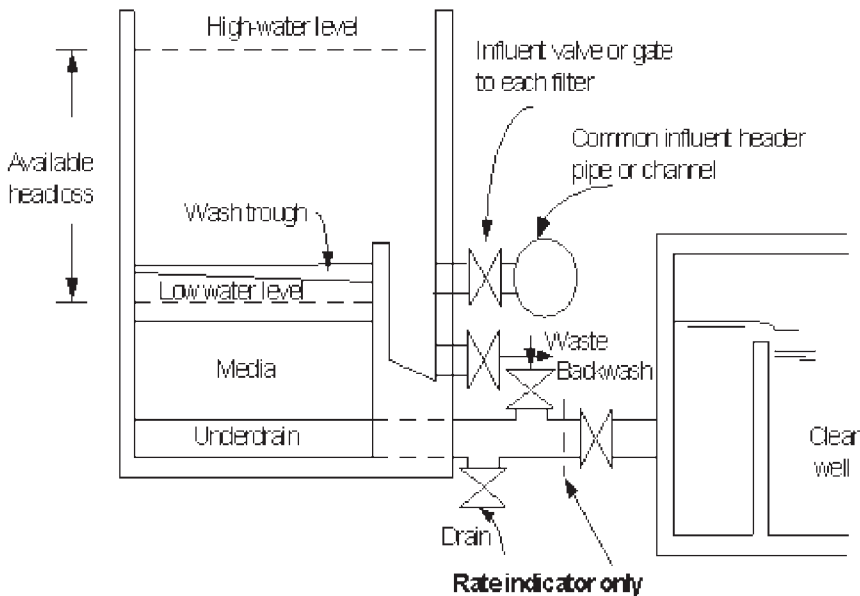 High-water level
Influent valve or gate
to each filter
Common influent header
pipe or channel
Available
headloss
Wash trough
Low water level
Waste
Media
Backwash
Underdrain
Clear
well
Drain
Rate indicator only